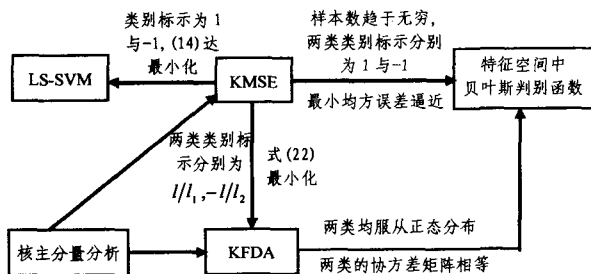 类别标示为 1
与-1, (14)达
最小化
样本数趋于无穷,
两类类别标示分别
为 1 与-1
LS-SVM
KMSE
特征空间中
贝叶斯判别函数
最小均方误差逼近
两类类别标
示分别为
l/l₁, -l/l₂
式(22)
最小化
两类均服从正态分布
核主分量分析
KFDA
两类的协方差矩阵相等